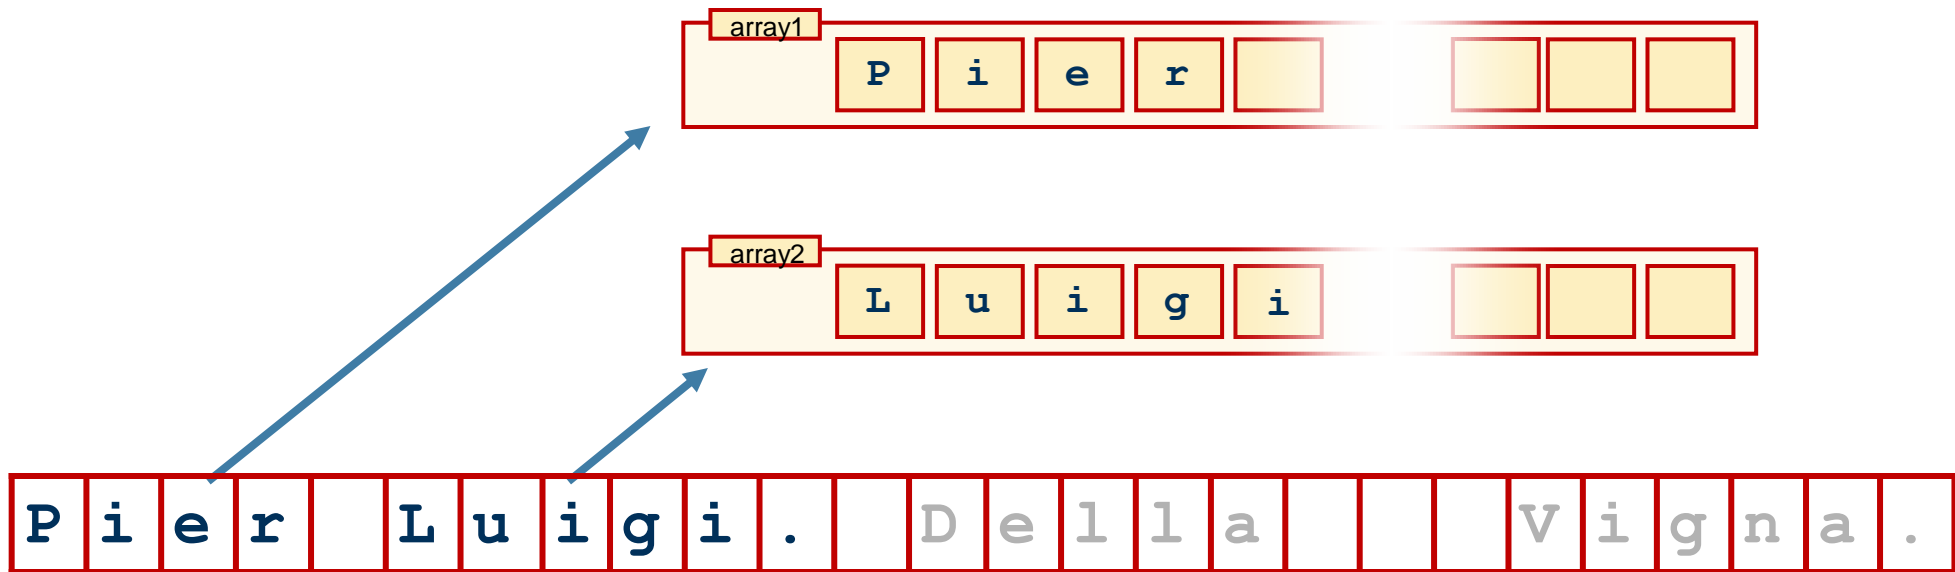 array1
P i e r
array2
L u i g i
P i e r   L u i g i .   D e l l a       V i g n a .